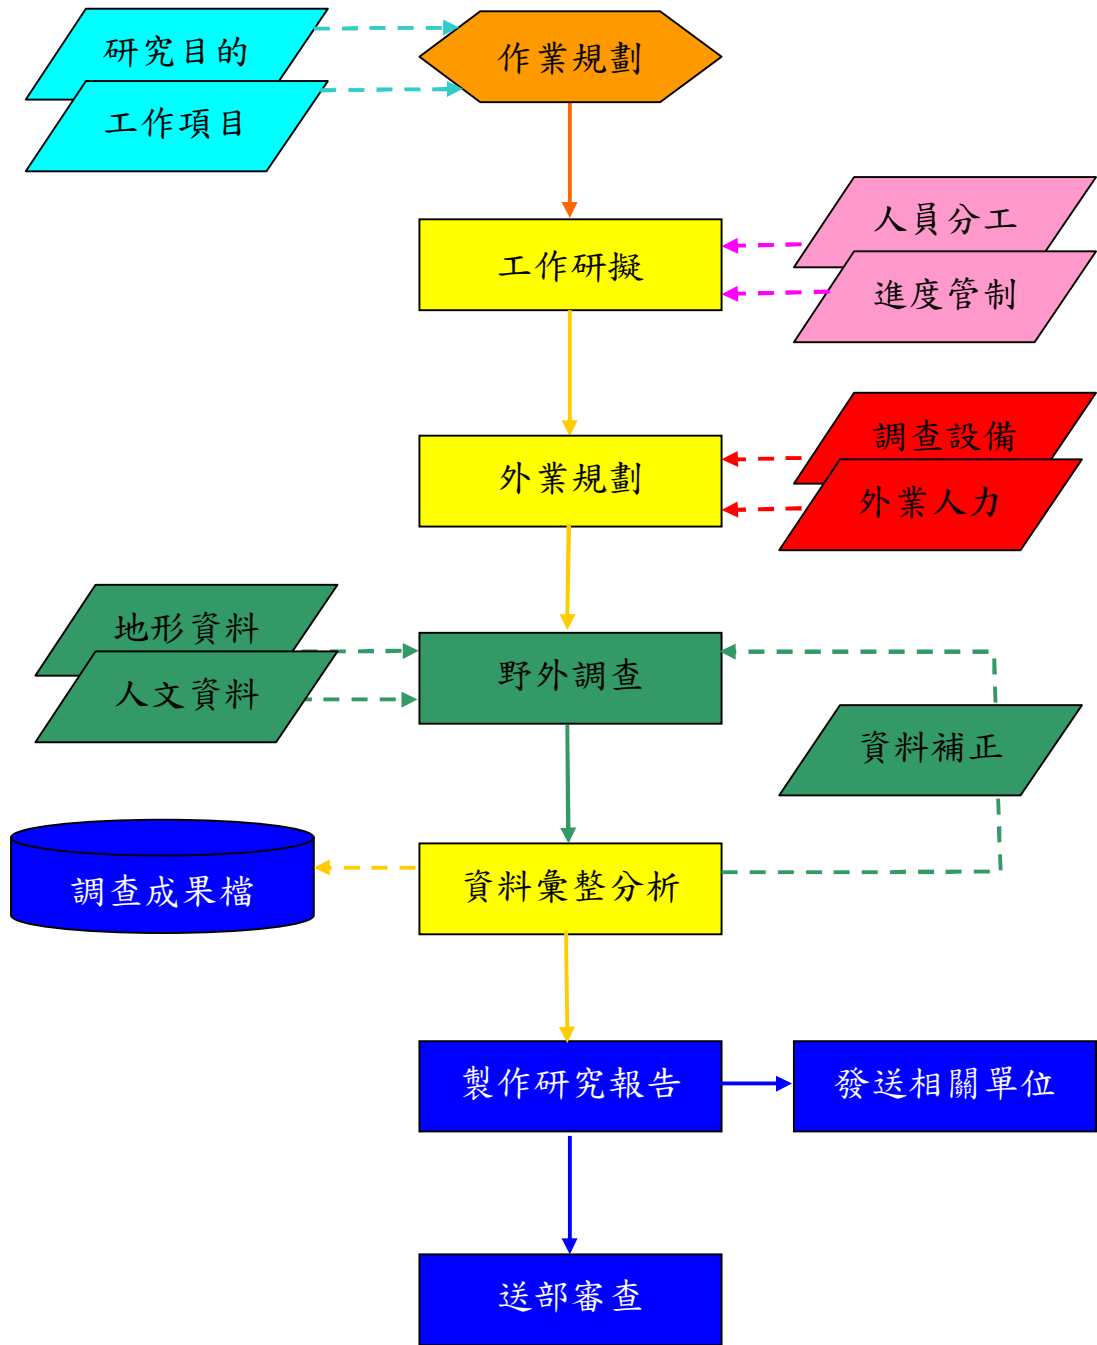 研究目的
作業規劃
工作項目
人員分工
工作研擬
進度管制
調查設備
外業規劃
外業人力
地形資料
野外調查
人文資料
資料補正
調查成果檔
資料彙整分析
製作研究報告
發送相關單位
送部審查